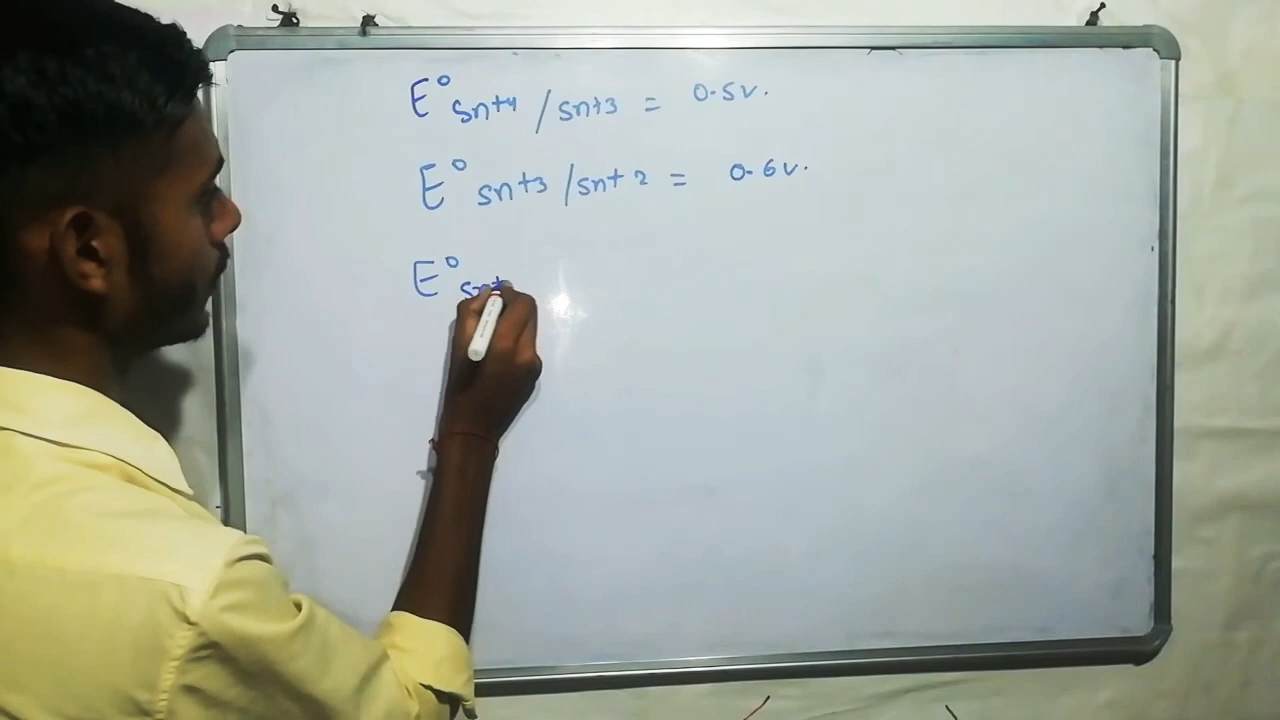 E° Sn+4 / Sn+3 = 0.5V.
E° Sn+3 / Sn+2 = 0.6V.
E° Sn+